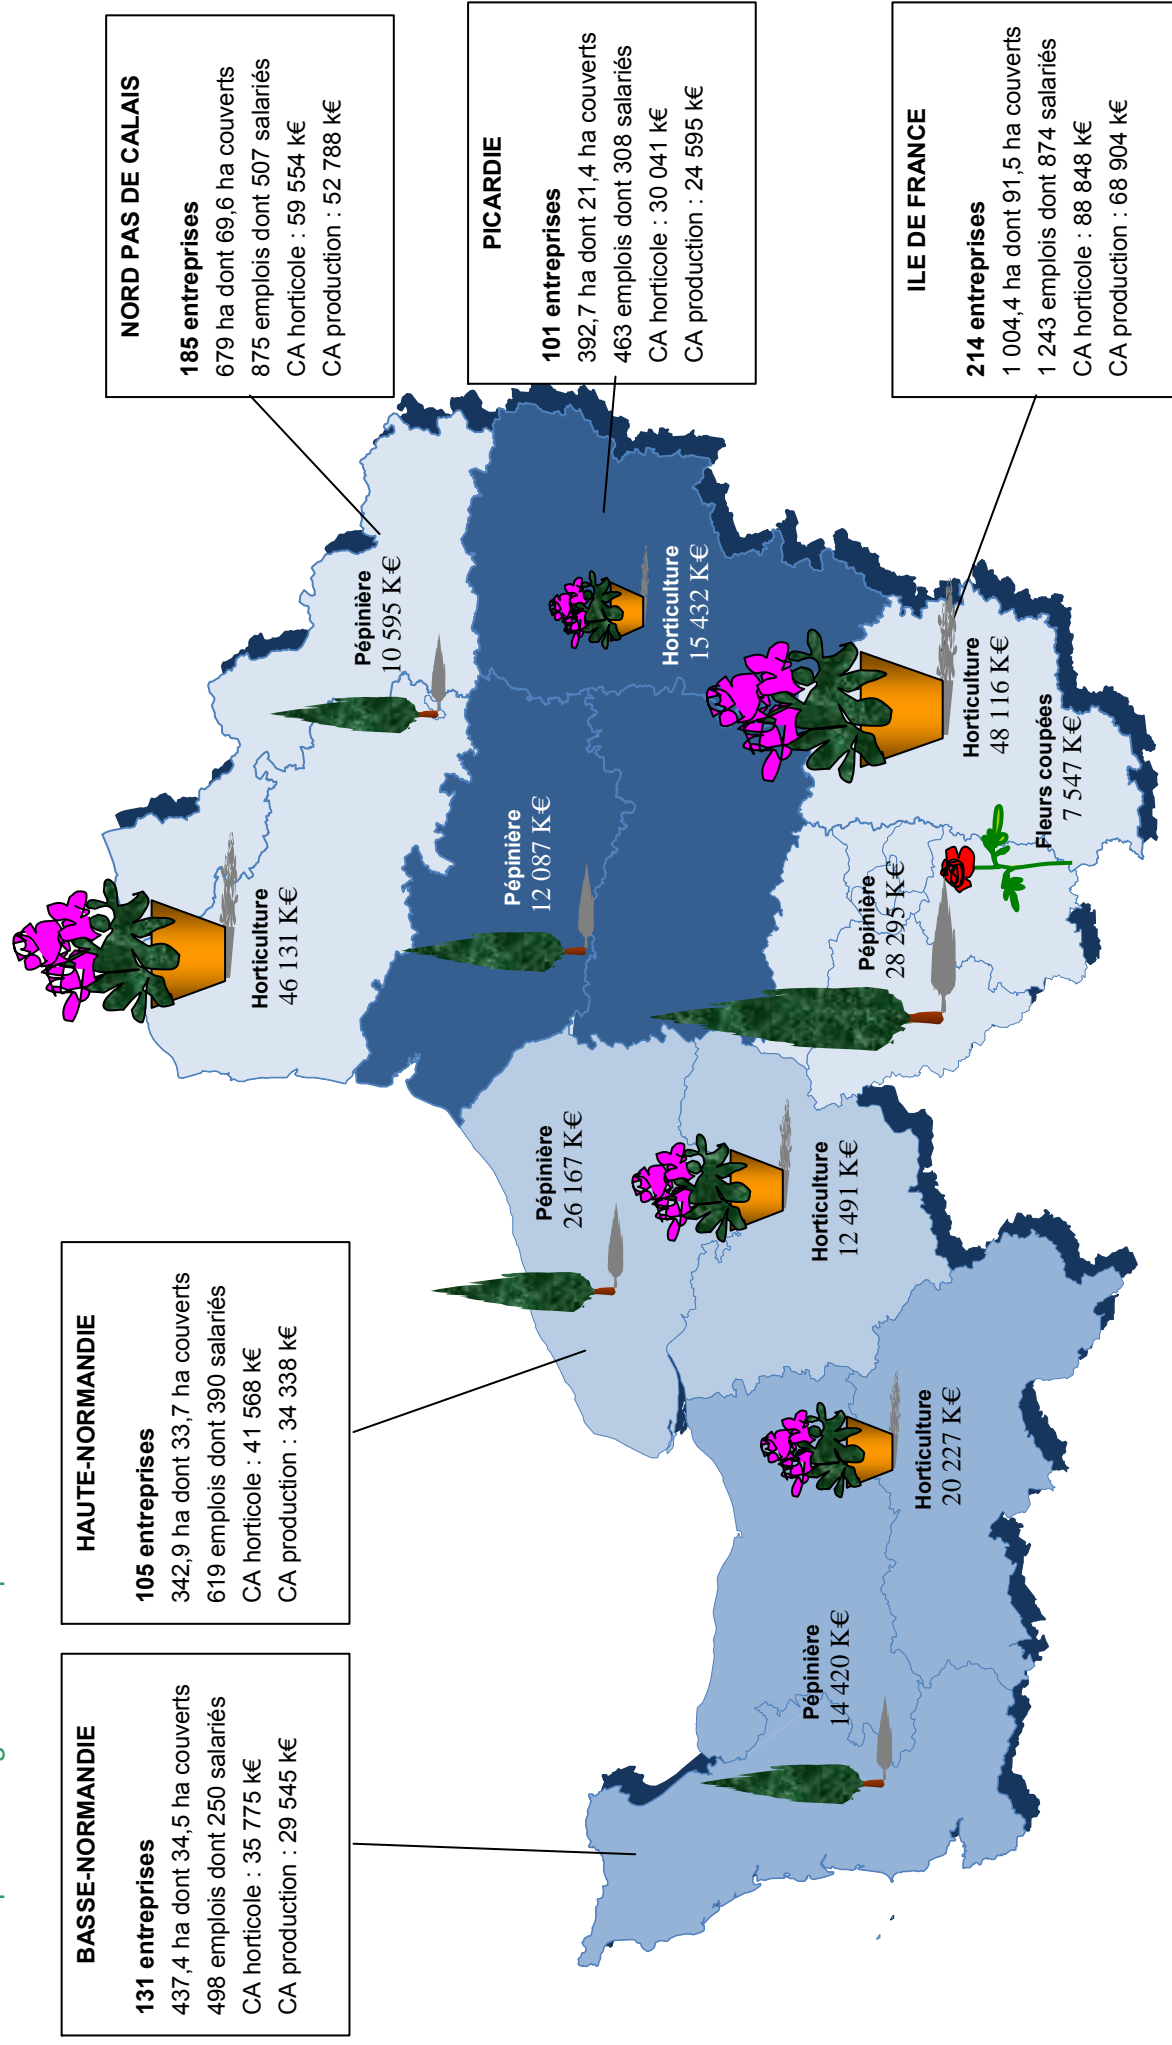 BASSE-NORMANDIE
131 entreprises
437,4 ha dont 34,5 ha couverts
498 emplois dont 250 salariés
CA horticole : 35 775 k€
CA production : 29 545 k€
HAUTE-NORMANDIE
105 entreprises
342,9 ha dont 33,7 ha couverts
619 emplois dont 390 salariés
CA horticole : 41 568 k€
CA production : 34 338 k€
NORD PAS DE CALAIS
185 entreprises
679 ha dont 69,6 ha couverts
875 emplois dont 507 salariés
CA horticole : 59 554 k€
CA production : 52 788 k€
PICARDIE
101 entreprises
392,7 ha dont 21,4 ha couverts
463 emplois dont 308 salariés
CA horticole : 30 041 k€
CA production : 24 595 k€
ILE DE FRANCE
214 entreprises
1 004,4 ha dont 91,5 ha couverts
1 243 emplois dont 874 salariés
CA horticole : 88 848 k€
CA production : 68 904 k€
Horticulture
46 131 K€
Pépinière
10 595 K€
Pépinière
12 087 K€
Horticulture
15 432 K€
Pépinière
26 167 K€
Horticulture
12 491 K€
Pépinière
14 420 K€
Horticulture
20 227 K€
Pépinière
28 295 K€
Horticulture
48 116 K€
Fleurs coupées
7 547 K€